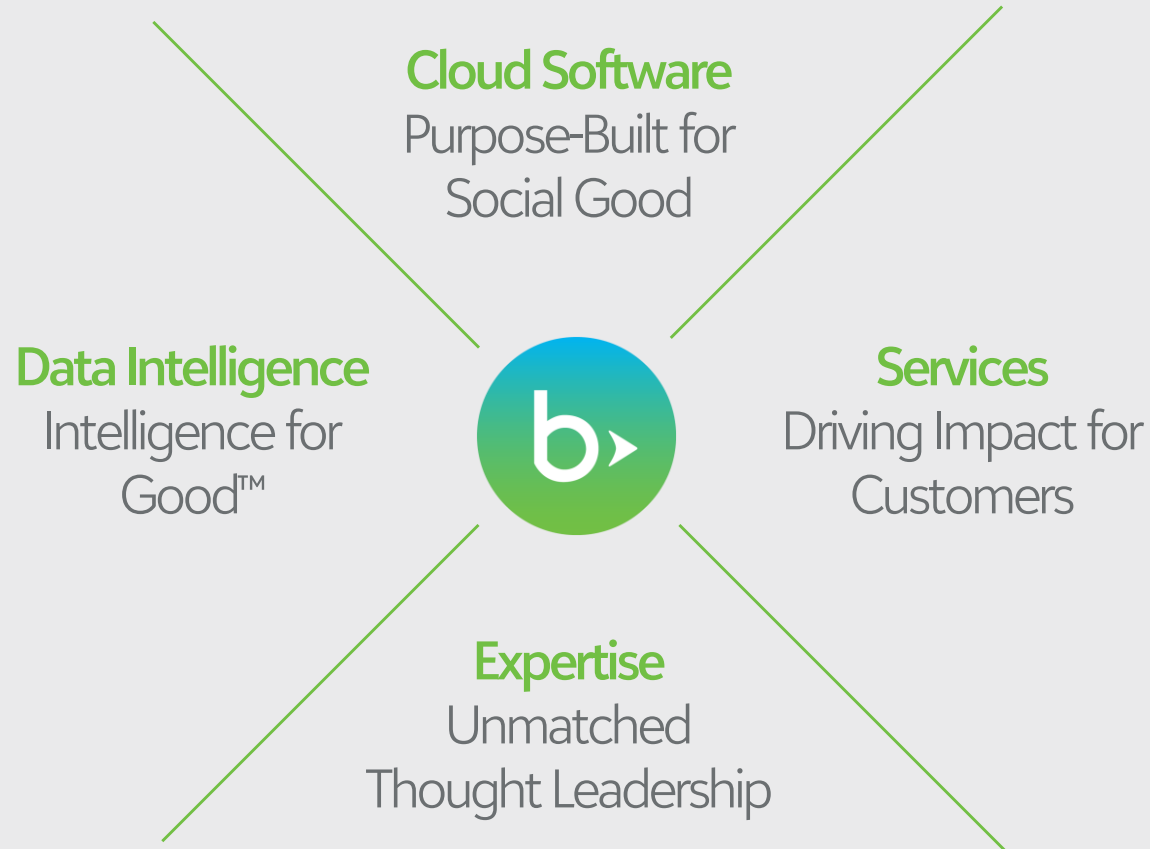 Cloud Software
Purpose-Built for
Social Good
Data Intelligence
Intelligence for
Good™
b
Services
Driving Impact for
Customers
Expertise
Unmatched
Thought Leadership